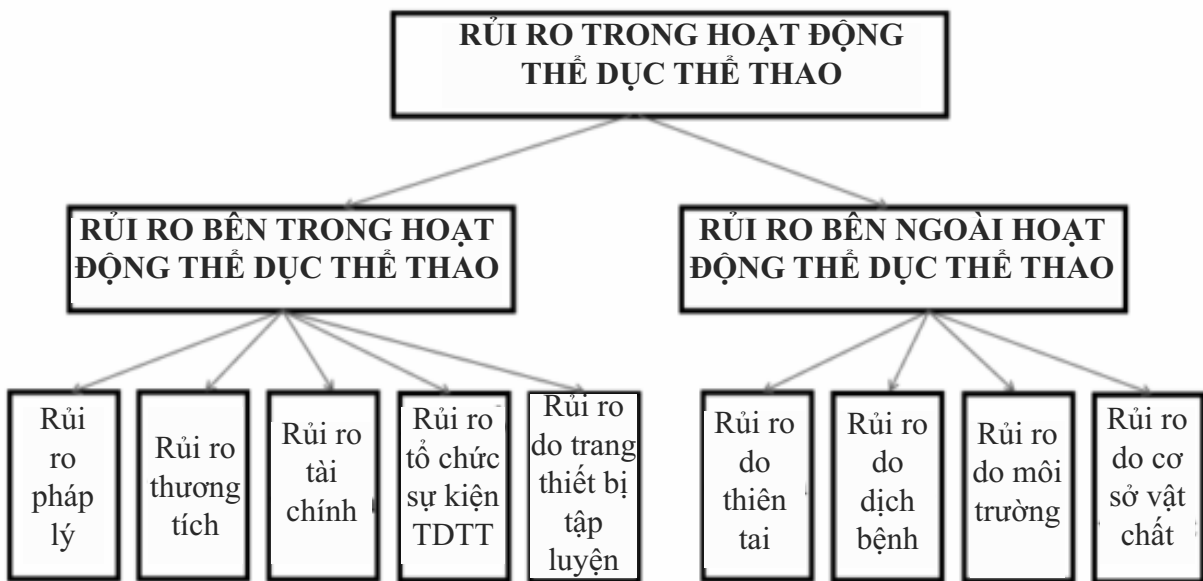 RỦI RO TRONG HOẠT ĐỘNG
THỂ DỤC THỂ THAO
RỦI RO BÊN TRONG HOẠT
ĐỘNG THỂ DỤC THỂ THAO
RỦI RO BÊN NGOÀI HOẠT
ĐỘNG THỂ DỤC THỂ THAO
Rủi
ro
pháp
lý
Rủi ro
thương
tích
Rủi ro
tài
chính
Rủi ro
tổ chức
sự kiện
TDTT
Rủi ro
do trang
thiết bị
tập
luyện
Rủi ro
do
thiên
tai
Rủi ro
do
dịch
bệnh
Rủi ro
do môi
trường
Rủi ro
do cơ
sở vật
chất